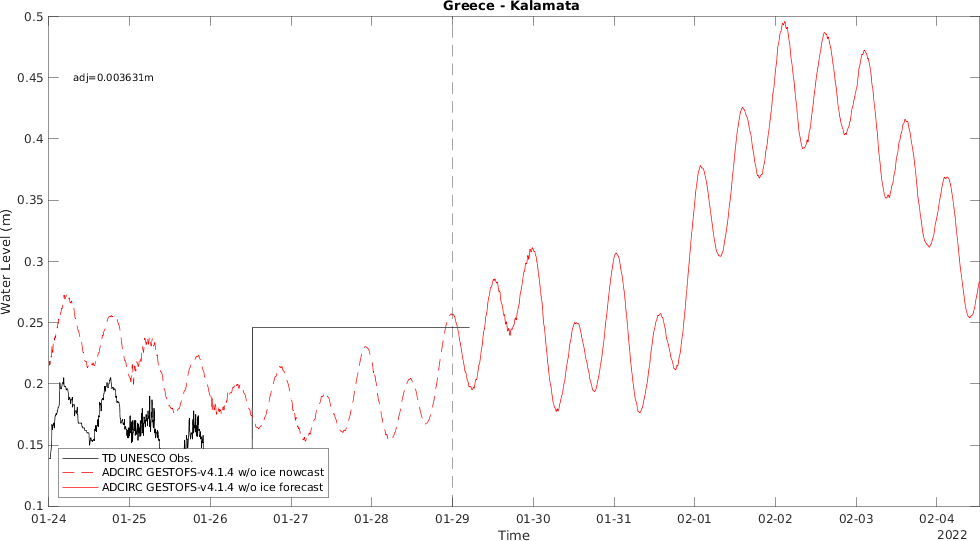 Greece - Kalamata
0.5
0.45
0.4
0.35
0.3
0.25
0.2
0.15
0.1
Water Level (m)
adj=0.003631m
TD UNESCO Obs.
ADCIRC GESTOFS-v4.1.4 w/o ice nowcast
ADCIRC GESTOFS-v4.1.4 w/o ice forecast
01-24 01-25 01-26 01-27 01-28 01-29 01-30 01-31 02-01 02-02 02-03 02-04
Time
2022